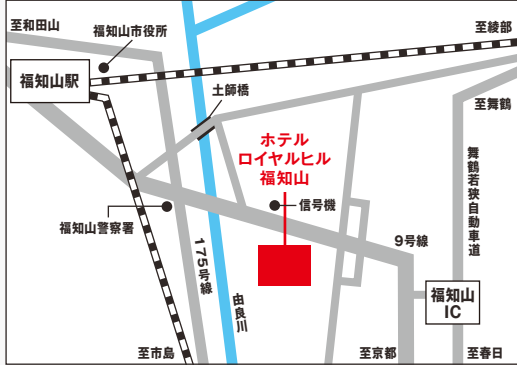 至和田山
福知山市役所
至綾部
福知山駅
土師橋
至舞鶴
ホテル
ロイヤルヒル
福知山
舞鶴若狭自動車道
信号機
福知山警察署
175号線
9号線
由良川
福知山
IC
至市島
至京都
至春日